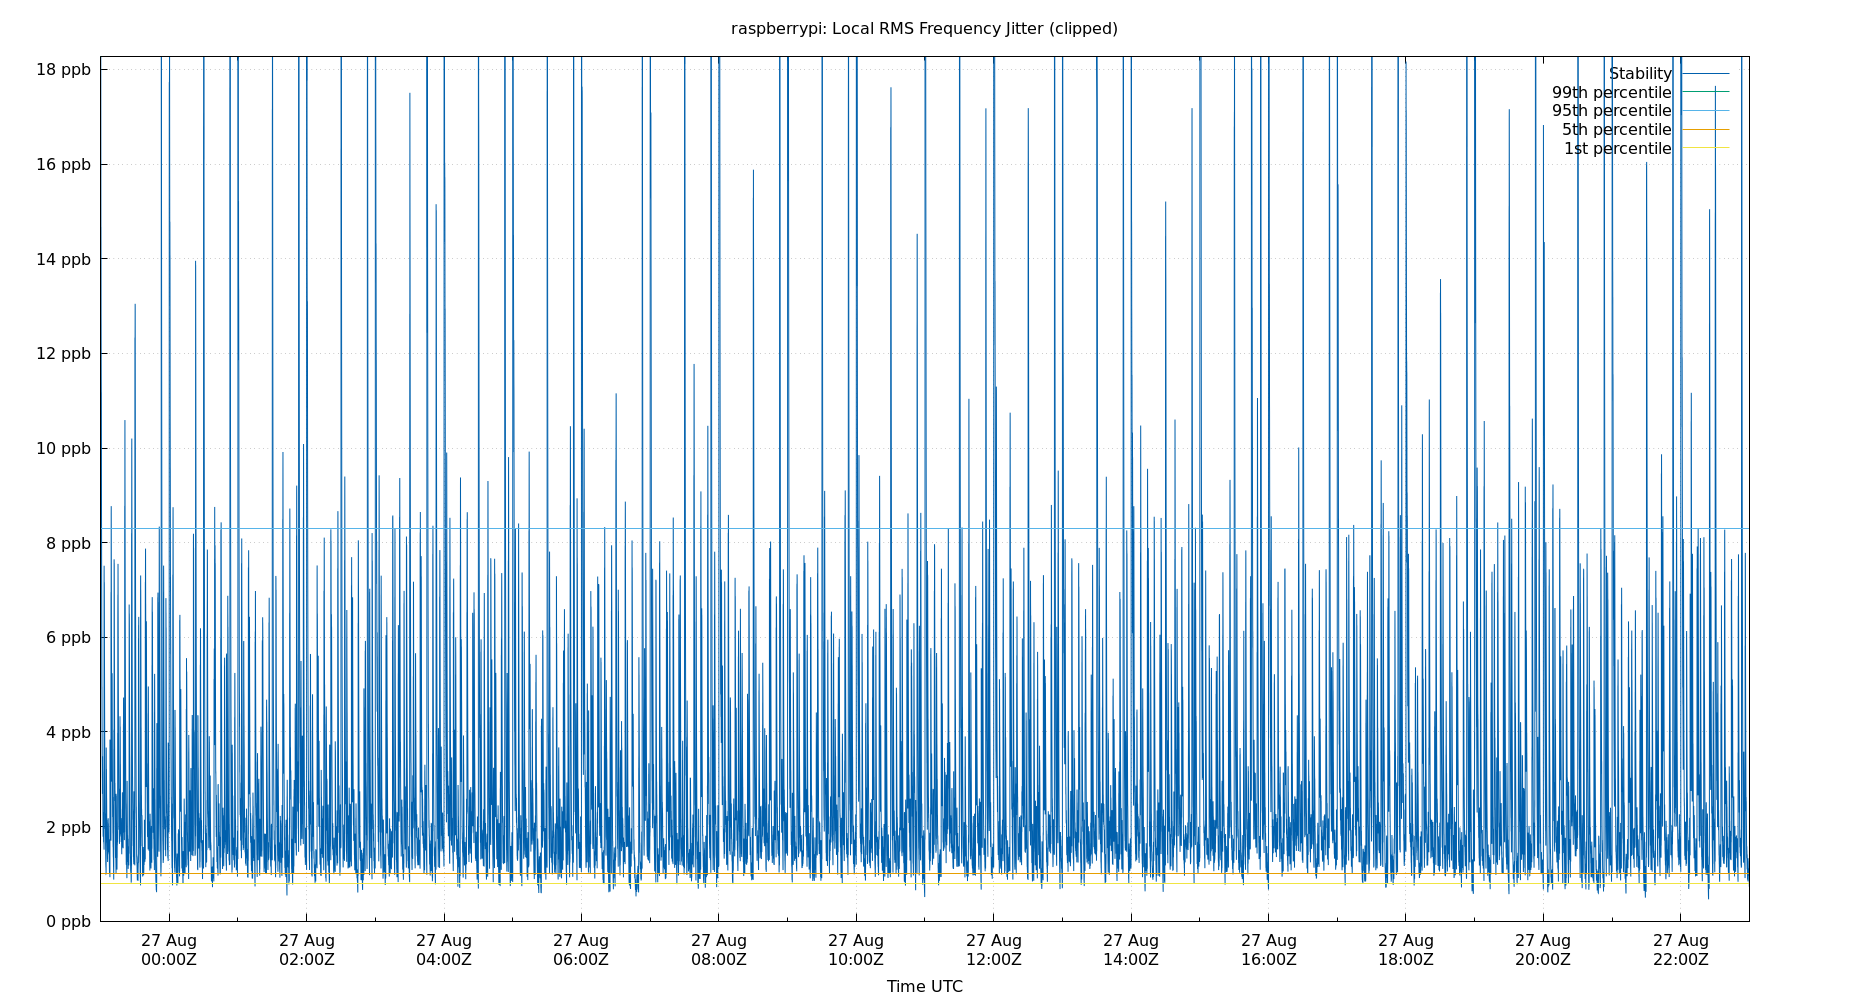 raspberrypi: Local RMS Frequency Jitter (clipped)
18 ppb
16 ppb
14 ppb
12 ppb
10 ppb
8 ppb
6 ppb
4 ppb
2 ppb
0 ppb
Stability
99th percentile
95th percentile
5th percentile
1st percentile
27 Aug 27 Aug 27 Aug 27 Aug 27 Aug 27 Aug 27 Aug 27 Aug 27 Aug 27 Aug 27 Aug 27 Aug
00:00Z 02:00Z 04:00Z 06:00Z 08:00Z 10:00Z 12:00Z 14:00Z 16:00Z 18:00Z 20:00Z 22:00Z
Time UTC